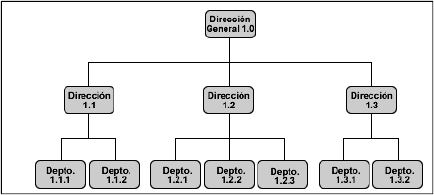 Dirección
General 1.0
Dirección
1.1
Dirección
1.2
Dirección
1.3
Depto.
1.1.1
Depto.
1.1.2
Depto.
1.2.1
Depto.
1.2.2
Depto.
1.2.3
Depto.
1.3.1
Depto.
1.3.2